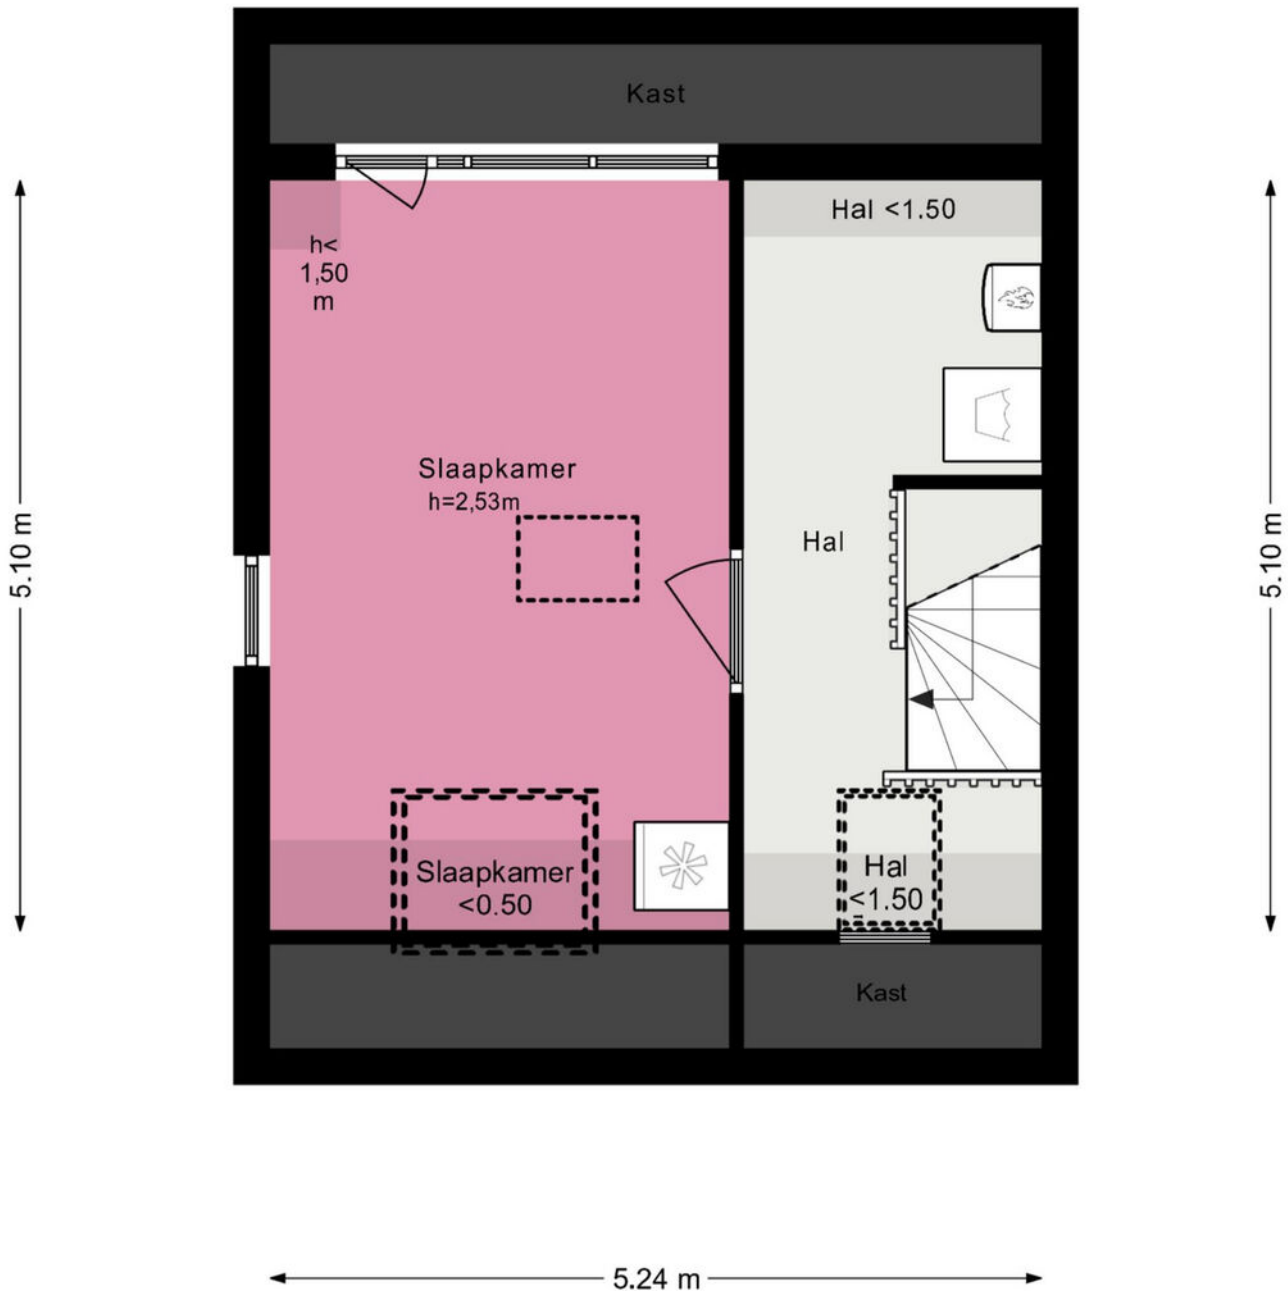 Kast
Hal <1.50
h<
1,50
m
Slaapkamer
h=2,53m
Hal
5.10 m
5.10 m
Slaapkamer
<0.50
Hal
<1.50
Kast
5.24 m